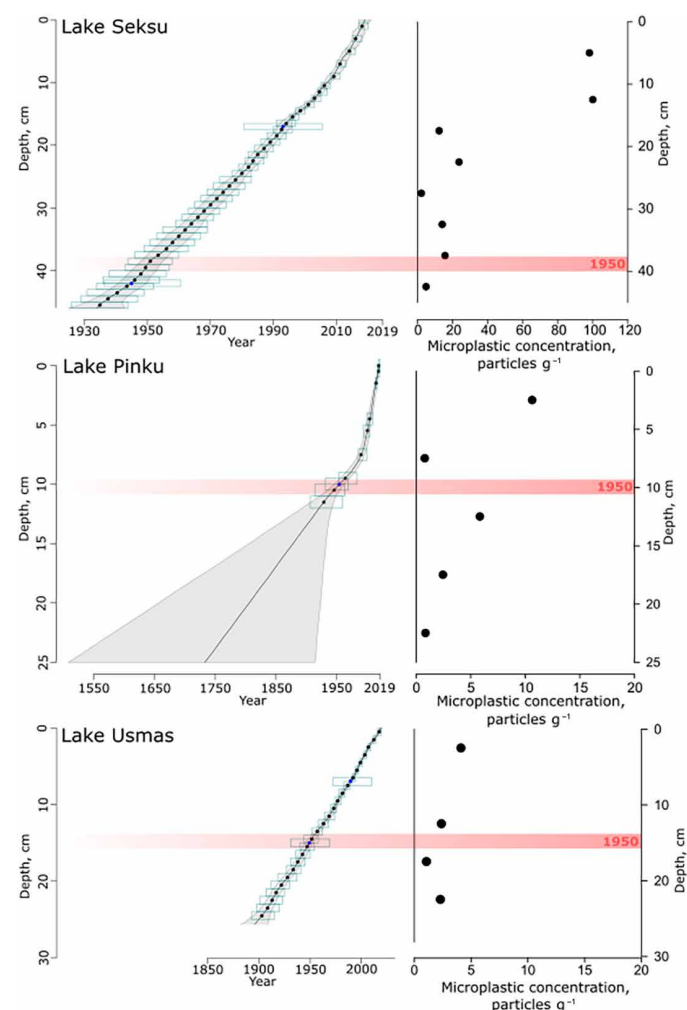 Lake Seksu
0
10
20
30
40
Depth, cm
1930 1950 1970 1990 2010 2019
Year
0
10
20
30
40
Depth, cm
1950
0 20 40 60 80 100 120
Microplastic concentration,
particles g⁻¹
Lake Pinku
0
5
10
15
20
25
Depth, cm
1550 1650 1750 1850 1950 2019
Year
0
5
10
15
20
25
Depth, cm
1950
0 5 10 15 20
Microplastic concentration,
particles g⁻¹
Lake Usmas
0
10
20
30
Depth, cm
1850 1900 1950 2000
Year
0
10
20
30
Depth, cm
1950
0 5 10 15 20
Microplastic concentration,
particles g⁻¹